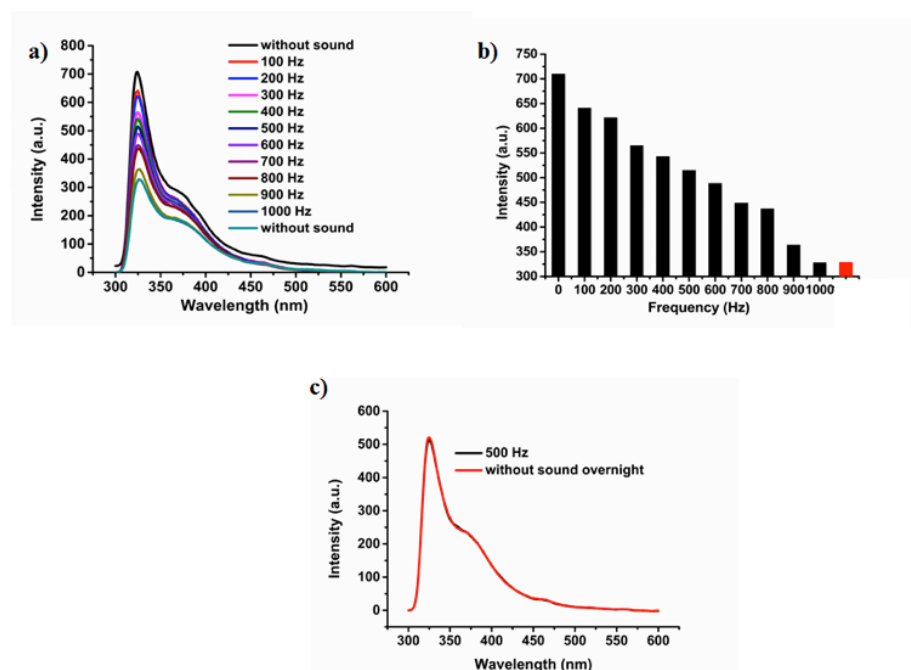 a)
800
700
600
500
400
300
200
100
0
Intensity (a.u.)
300 350 400 450 500 550 600
Wavelength (nm)
without sound
100 Hz
200 Hz
300 Hz
400 Hz
500 Hz
600 Hz
700 Hz
800 Hz
900 Hz
1000 Hz
without sound
b)
750
700
650
600
550
500
450
400
350
300
Intensity (a.u.)
0 100 200 300 400 500 600 700 800 900 1000
Frequency (Hz)
c)
600
500
400
300
200
100
0
Intensity (a.u.)
300 350 400 450 500 550 600
Wavelength (nm)
500 Hz
without sound overnight